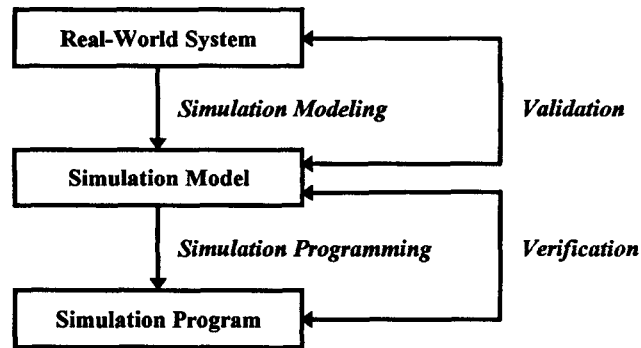 Real-World System
Simulation Modeling
Validation
Simulation Model
Simulation Programming
Verification
Simulation Program